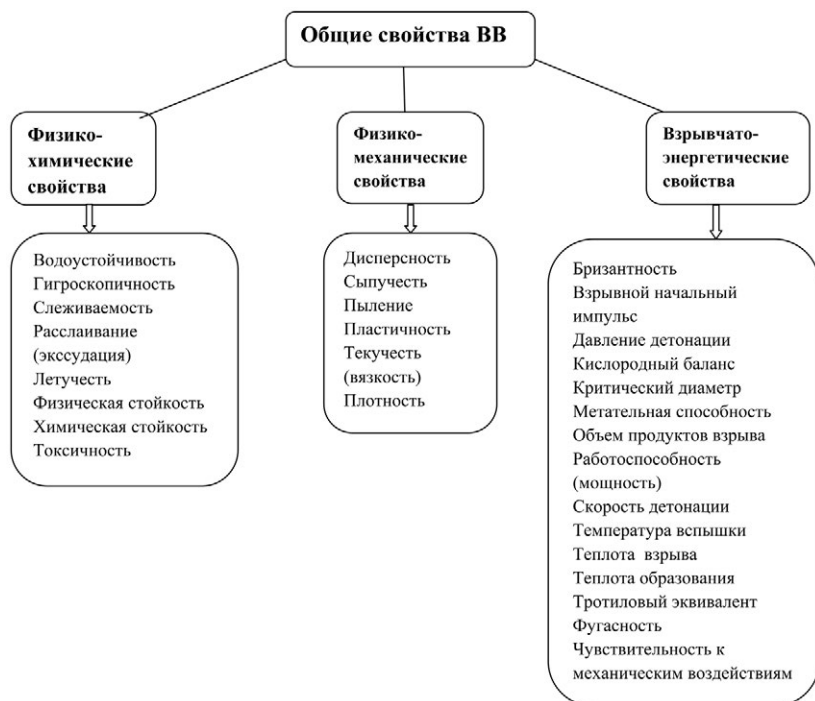 Общие свойства ВВ
Физико-
химические
свойства
Физико-
механические
свойства
Взрывчато-
энергетические
свойства
Водоустойчивость
Гигроскопичность
Слеживаемость
Расслаивание
(экссудация)
Летучесть
Физическая стойкость
Химическая стойкость
Токсичность
Дисперсность
Сыпучесть
Пыление
Пластичность
Текучесть
(вязкость)
Плотность
Бризантность
Взрывной начальный
импульс
Давление детонации
Кислородный баланс
Критический диаметр
Метательная способность
Объем продуктов взрыва
Работоспособность
(мощность)
Скорость детонации
Температура вспышки
Теплота взрыва
Теплота образования
Тротиловый эквивалент
Фугасность
Чувствительность к
механическим воздействиям